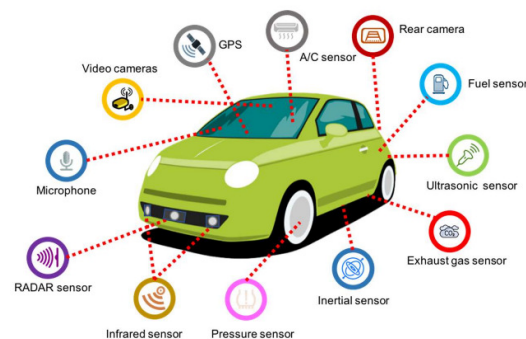 GPS
A/C sensor
Rear camera
Video cameras
Fuel sensor
Microphone
Ultrasonic sensor
RADAR sensor
Exhaust gas sensor
Infrared sensor
Pressure sensor
Inertial sensor
CO₂